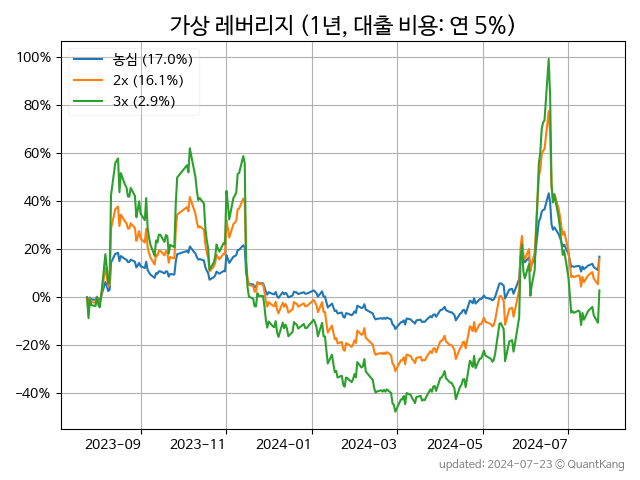 가상 레버리지 (1년, 대출 비용: 연 5%)
농심 (17.0%)
2x (16.1%)
3x (2.9%)
100%
80%
60%
40%
20%
0%
−20%
−40%
2023-09
2023-11
2024-01
2024-03
2024-05
2024-07
updated: 2024-07-23 © QuantKang